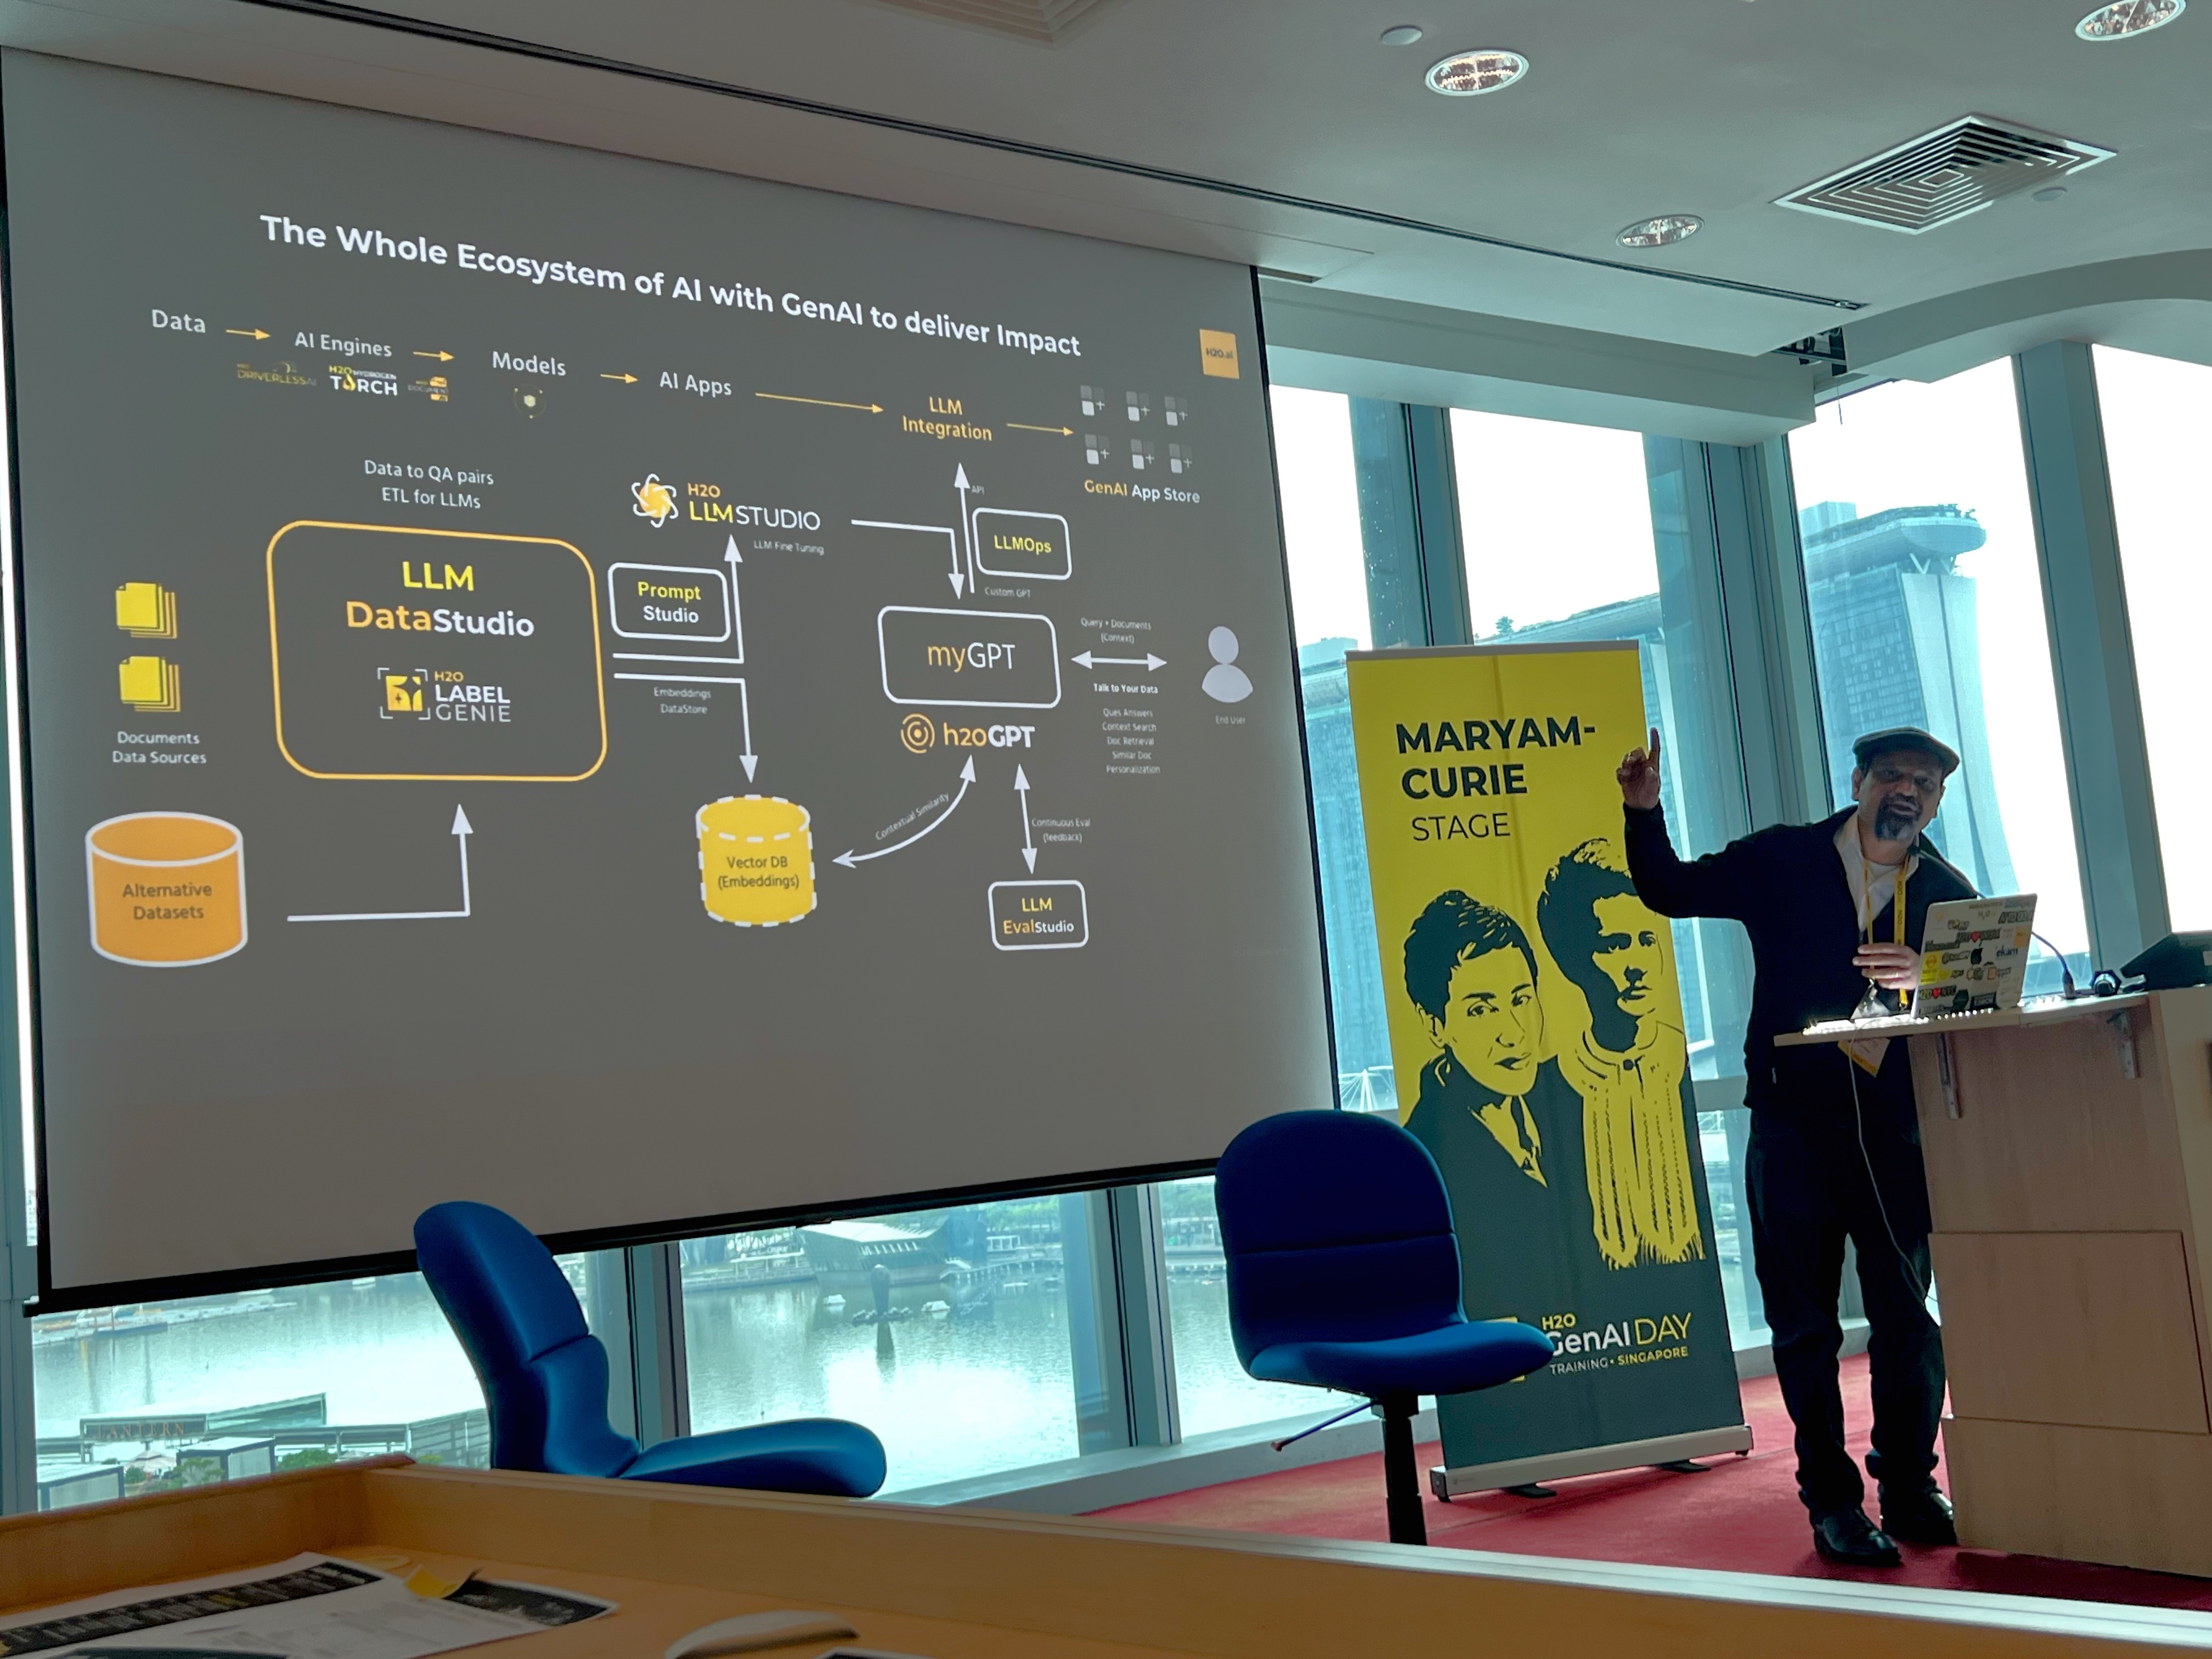 The Whole Ecosystem of AI with GenAI to deliver Impact
H2O.ai
Data
AI Engines
Models
AI Apps
LLM
Integration
DRIVERLESSAI
H2O HYDROGEN
TORCH
GenAI App Store
Data to QA pairs
ETL for LLMs
LLM
DataStudio
H2O
LABEL
GENIE
Documents
Data Sources
Alternative
Datasets
H2O
LLM STUDIO
LLM Fine Tuning
Prompt
Studio
Embeddings
DataStore
Vector DB
(Embeddings)
API
LLMOps
Custom GPT
myGPT
h2oGPT
Contextual Similarity
Continuous Eval
(feedback)
LLM
EvalStudio
Query + Documents
(Context)
Talk to Your Data
Ques Answers
Context Search
Doc Retrieval
Similar Doc
Personalization
End User
MARYAM-
CURIE
STAGE
H2O
GenAI DAY
TRAINING • SINGAPORE
LANTERN